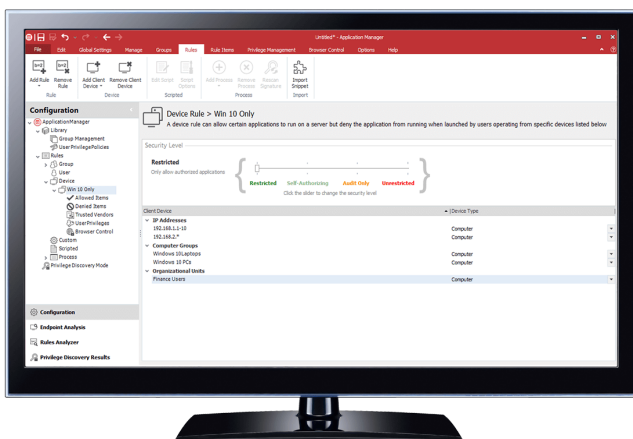 Untitled* - Application Manager
File Edit Global Settings Manage Groups Rules Rule Items Privilege Management Browser Control Options Help
Add Rule Remove Rule Add Client Device Remove Client Device Edit Script Script Options Add Process Remove Process Rescan Signature Import Snippet
Rule Device Scripted Process Import
Configuration
ApplicationManager
Library
Group Management
UserPrivilegePolicies
Rules
Group
User
Device
Win 10 Only
Allowed Items
Denied Items
Trusted Vendors
User Privileges
Browser Control
Custom
Scripted
Process
Privilege Discovery Mode
Configuration
Endpoint Analysis
Rules Analyzer
Privilege Discovery Results
Device Rule > Win 10 Only
A device rule can allow certain applications to run on a server but deny the application from running when launched by users operating from specific devices listed below
Security Level
Restricted
Only allow authorized applications
Restricted Self-Authorizing Audit Only Unrestricted
Click the slider to change the security level
Client Device Device Type
IP Addresses
192.168.1.1-10 Computer
192.168.2.* Computer
Computer Groups
Windows 10Laptops Computer
Windows 10 PCs Computer
Organizational Units
Finance Users Computer